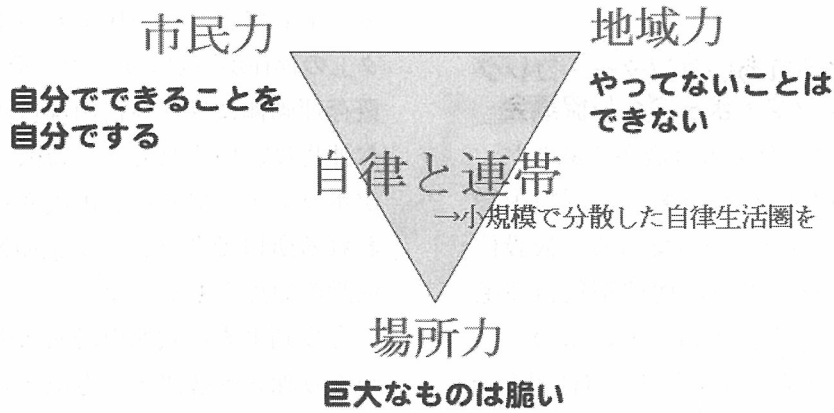 市民力
地域力
自分でできることを
自分でする
やってないことは
できない
自律と連帯
→小規模で分散した自律生活圏を
場所力
巨大なものは脆い